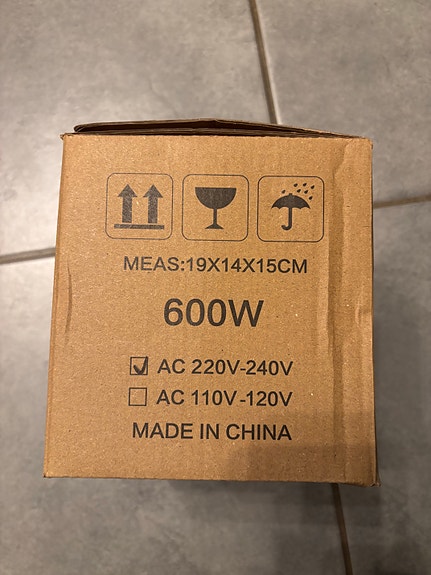 MEAS:19X14X15CM
600W
☑ AC 220V-240V
☐ AC 110V-120V
MADE IN CHINA